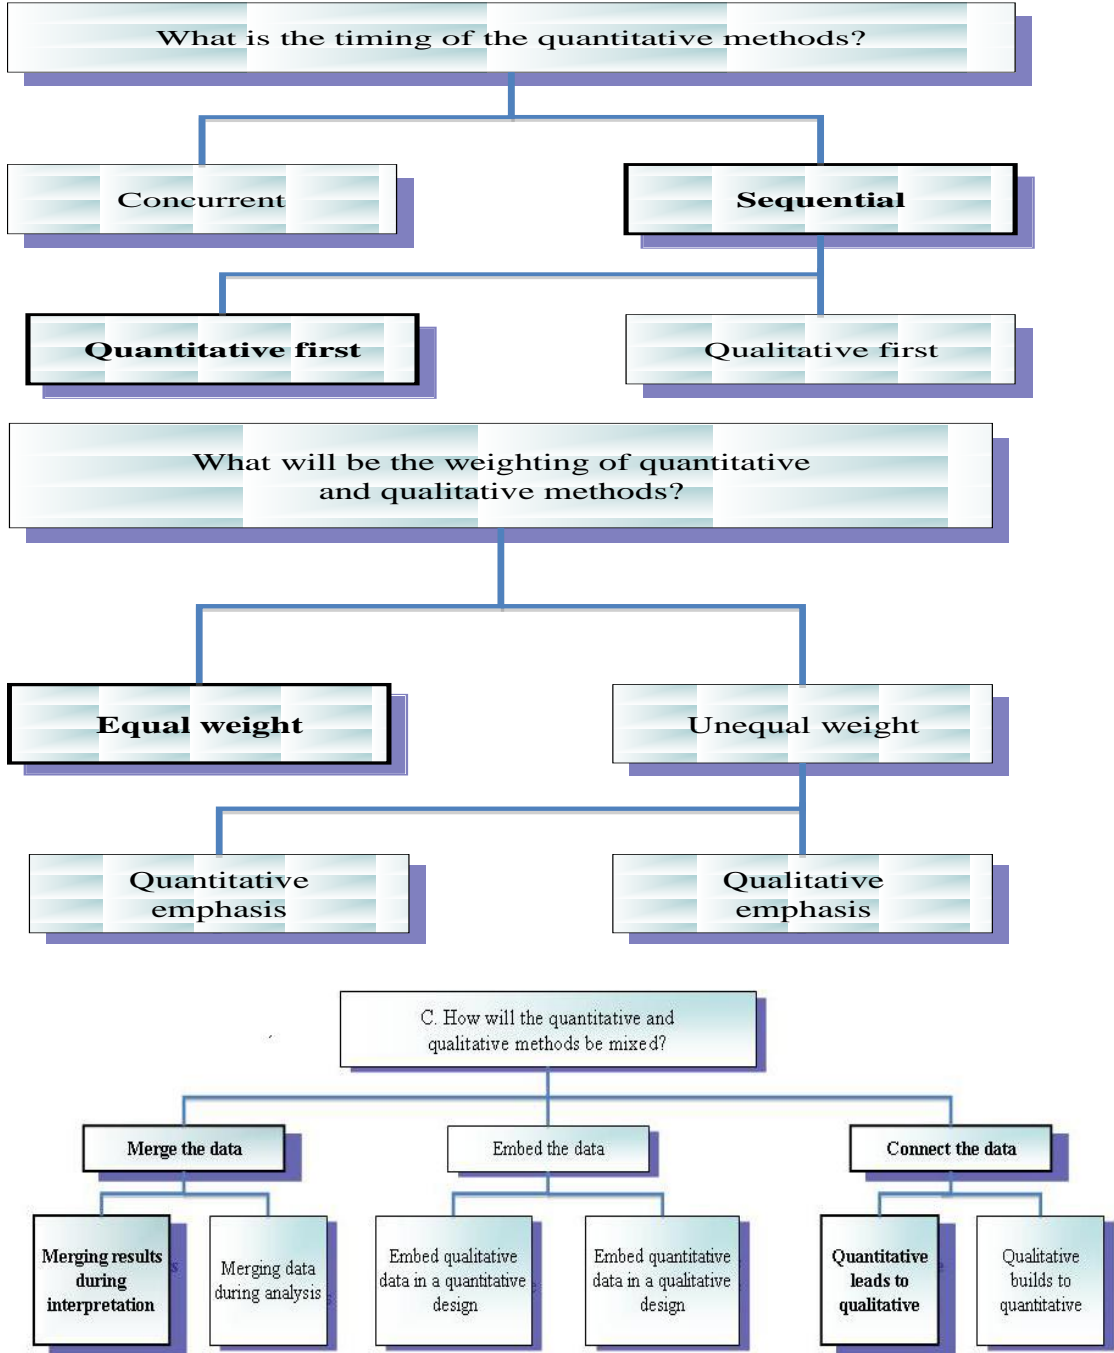 What is the timing of the quantitative methods?
Concurrent
Sequential
Quantitative first
Qualitative first
What will be the weighting of quantitative
and qualitative methods?
Equal weight
Unequal weight
Quantitative
emphasis
Qualitative
emphasis
C. How will the quantitative and
qualitative methods be mixed?
Merge the data
Embed the data
Connect the data
Merging results
during
interpretation
Merging data
during analysis
Embed qualitative
data in a quantitative
design
Embed quantitative
data in a qualitative
design
Quantitative
leads to
qualitative
Qualitative
builds to
quantitative